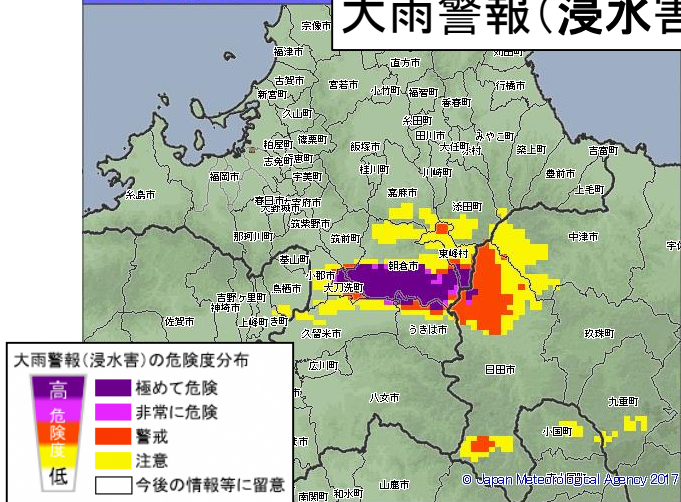 大雨警報(浸水害
宗像市
福津市
直方市
古賀市
宮若市
小竹町
福智町
行橋市
新宮町
香春町
久山町
糸田町
田川市
みやこ町
篠栗町
粕屋町
飯塚市
大任町
赤村
築上町
吉富町
志免町
桂川町
川崎町
豊前市
福岡市
宇美町
上毛町
糸島市
嘉麻市
春日市
太宰府市
大野城市
添田町
筑紫野市
那珂川町
筑前町
中津市
東峰村
基山町
朝倉市
小郡市
大刀洗町
鳥栖市
吉野ヶ里町
神埼市
佐賀市
上峰町
うきは市
久留米市
玖珠町
広川町
日田市
八女市
九重町
小国町
山鹿市
南関町
和水町
大雨警報(浸水害)の危険度分布
高
危険度
低
極めて危険
非常に危険
警戒
注意
今後の情報等に留意
© Japan Meteorological Agency 2017